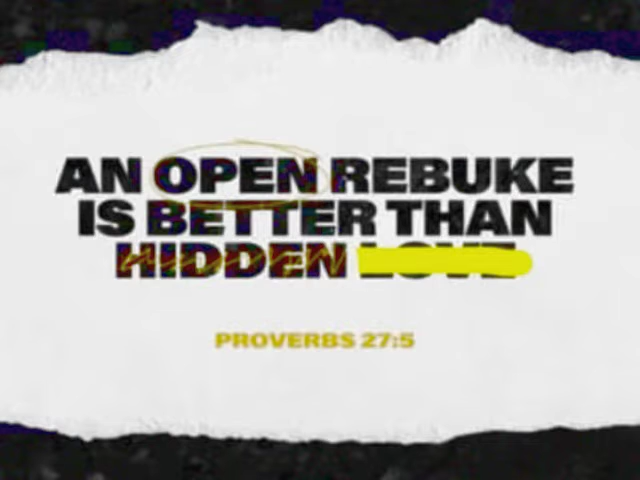 AN OPEN REBUKE
IS BETTER THAN
HIDDEN LOVE
PROVERBS 27:5